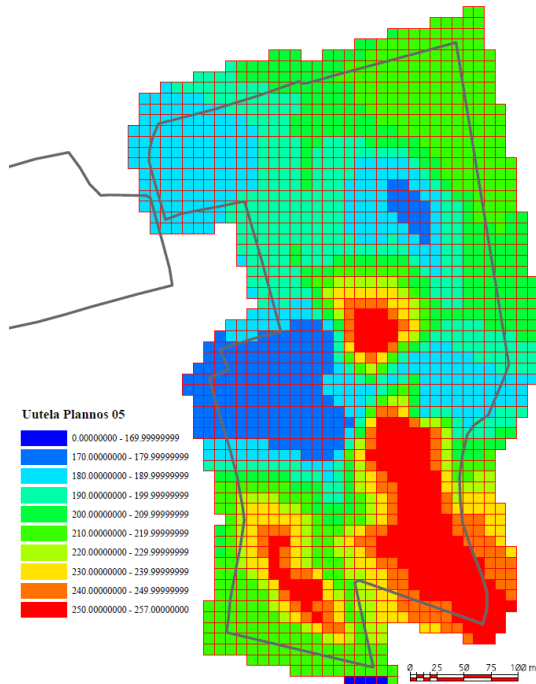 Uutela Plannos 05
0.00000000 - 169.99999999
170.00000000 - 179.99999999
180.00000000 - 189.99999999
190.00000000 - 199.99999999
200.00000000 - 209.99999999
210.00000000 - 219.99999999
220.00000000 - 229.99999999
230.00000000 - 239.99999999
240.00000000 - 249.99999999
250.00000000 - 257.00000000
0 25 50 75 100 m